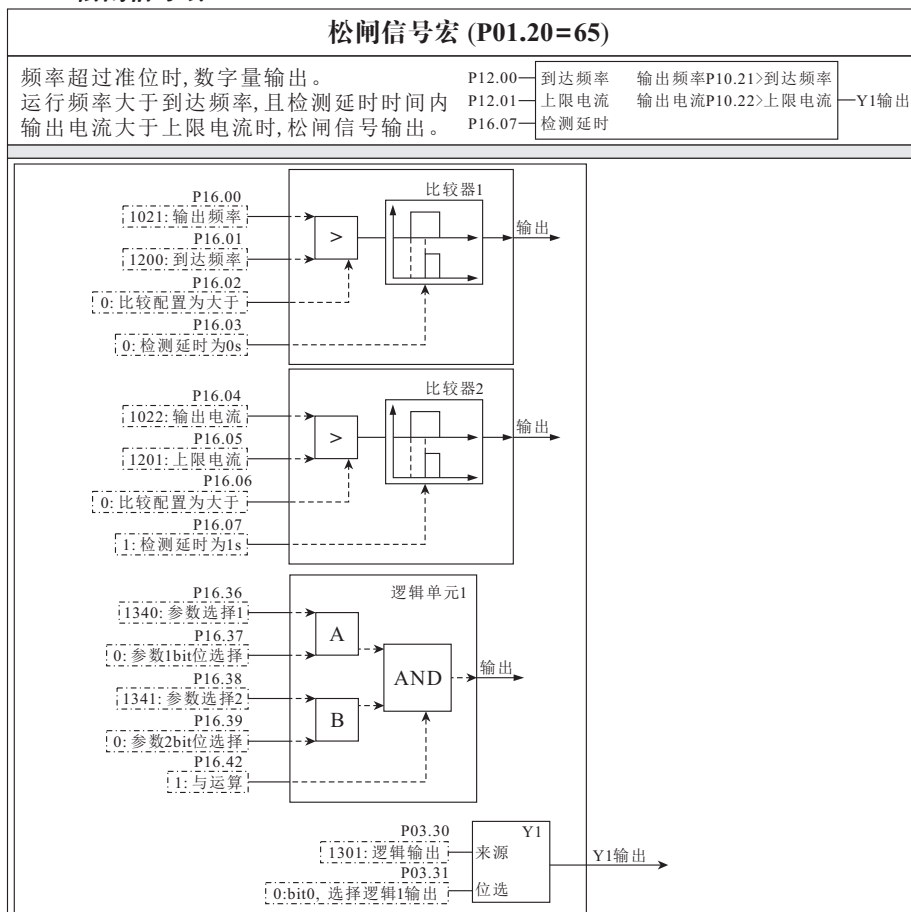 松闸信号宏 (P01.20=65)
频率超过准位时,数字量输出。
运行频率大于到达频率,且检测延时时间内
输出电流大于上限电流时,松闸信号输出。
P12.00 到达频率 输出频率P10.21>到达频率
P12.01 上限电流 输出电流P10.22>上限电流 Y1输出
P16.07 检测延时
比较器1
P16.00
1021:输出频率
P16.01
1200:到达频率
>
输出
P16.02
0:比较配置为大于
P16.03
0:检测延时为0s
比较器2
P16.04
1022:输出电流
P16.05
1201:上限电流
>
输出
P16.06
0:比较配置为大于
P16.07
1:检测延时为1s
逻辑单元1
P16.36
1340:参数选择1
A
P16.37
0:参数1bit位选择
AND
输出
P16.38
1341:参数选择2
B
P16.39
0:参数2bit位选择
P16.42
1:与运算
P03.30 Y1
1301:逻辑输出 来源 Y1输出
P03.31
0:bit0, 选择逻辑1输出 位选